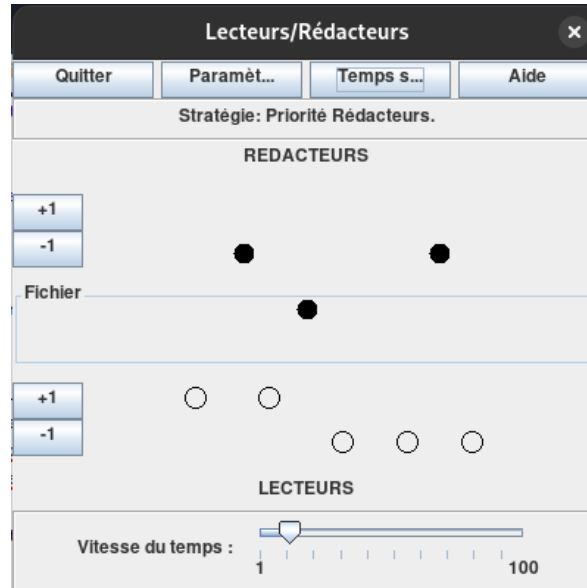 Lecteurs/Rédacteurs
Quitter Paramèt... Temps s... Aide
Stratégie: Priorité Rédacteurs.
REDACTEURS
+1
-1
Fichier
+1
-1
LECTEURS
Vitesse du temps :
1 100